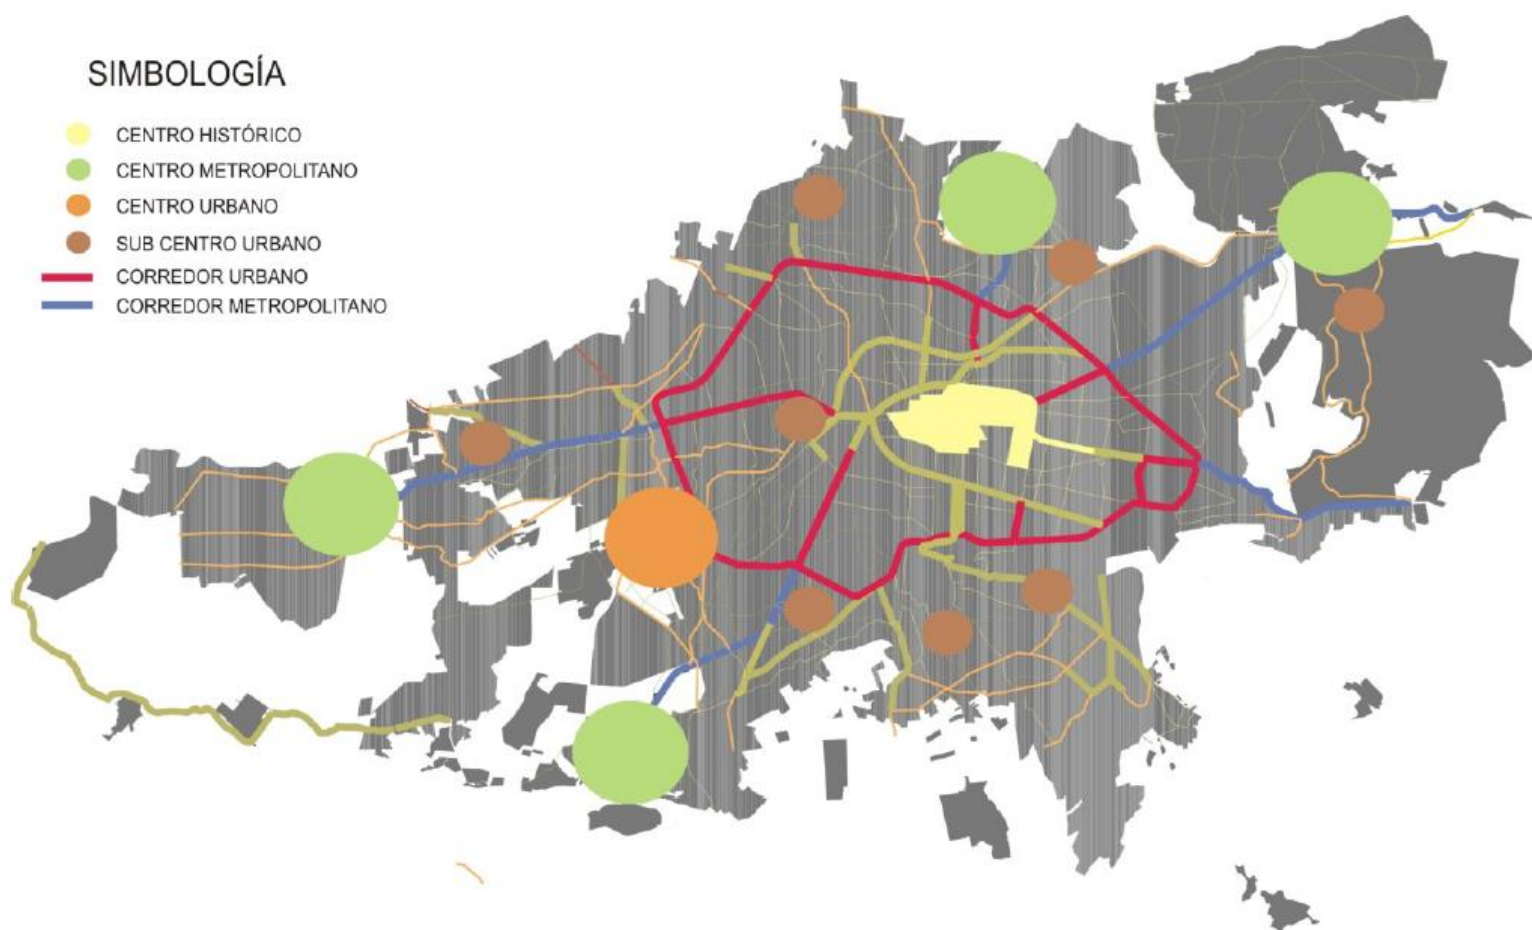 SIMBOLOGÍA
CENTRO HISTÓRICO
CENTRO METROPOLITANO
CENTRO URBANO
SUB CENTRO URBANO
CORREDOR URBANO
CORREDOR METROPOLITANO